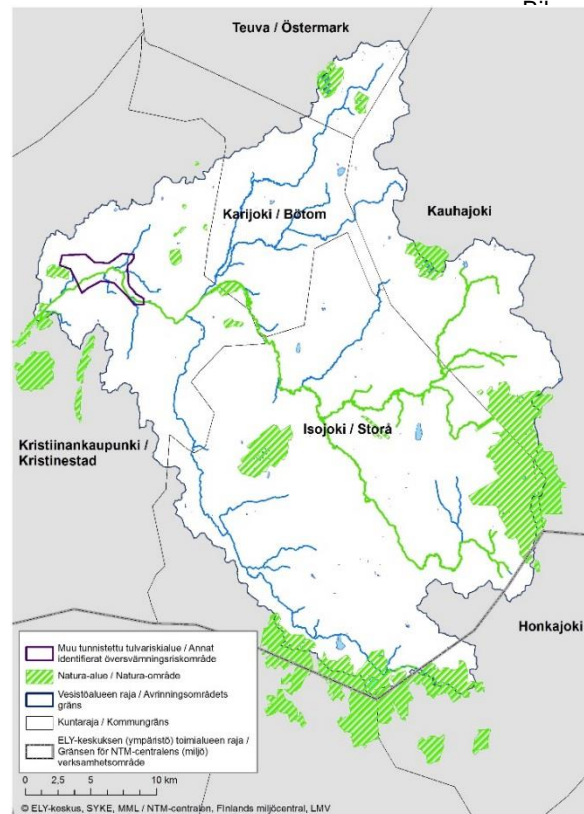 Teuva / Östermark
Karijoki / Bötom
Kauhajoki
Isojoki / Storå
Kristiinankaupunki /
Kristinestad
Honkajoki
Muu tunnistettu tulvariskialue / Annat
identifierat översvämningsriskområde
Natura-alue / Natura-område
Vesistöalueen raja / Avrinningsområdets
gräns
Kuntaraja / Kommungräns
ELY-keskuksen (ympäristö) toimialueen raja /
Gränsen för NTM-centralens (miljö)
verksamhetsområde
0 2,5 5 10 km
© ELY-keskus, SYKE, MML / NTM-centralen, Finlands miljöcentral, LMV